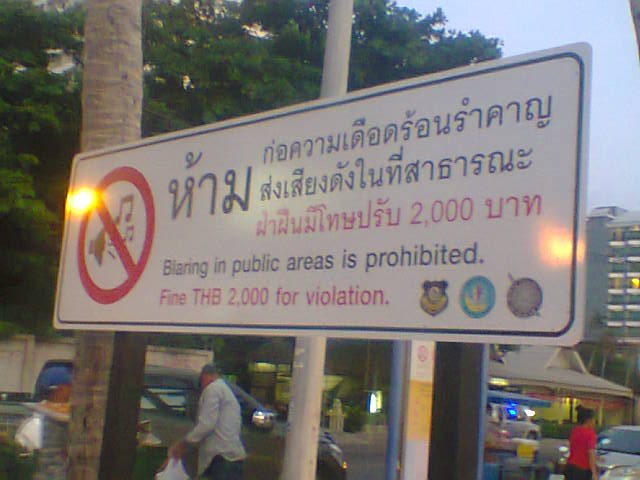 ห้าม
ก่อความเดือดร้อนรำคาญ
ส่งเสียงดังในที่สาธารณะ
ฝ่าฝืนมีโทษปรับ 2,000 บาท
Blaring in public areas is prohibited.
Fine THB 2,000 for violation.